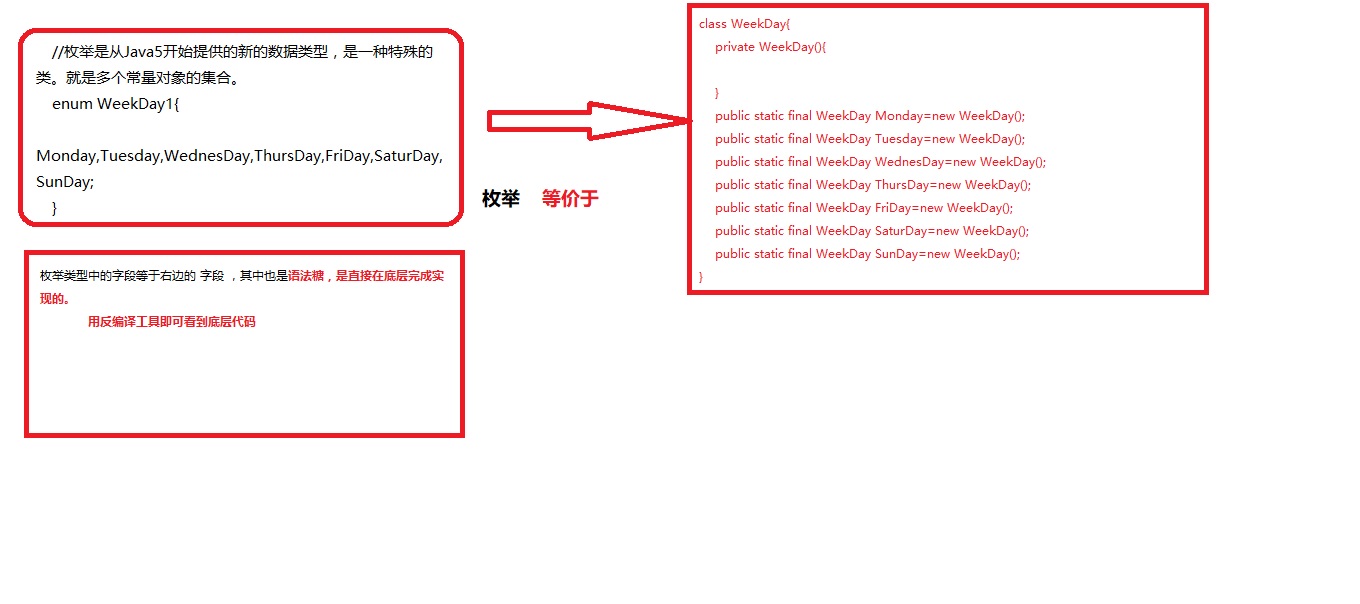 //枚举是从Java5开始提供的新的数据类型，是一种特殊的
类。就是多个常量对象的集合。
enum WeekDay1{
Monday,Tuesday,WednesDay,ThursDay,FriDay,SaturDay,
SunDay;
}
枚举 等价于
class WeekDay{
private WeekDay(){
}
public static final WeekDay Monday=new WeekDay();
public static final WeekDay Tuesday=new WeekDay();
public static final WeekDay WednesDay=new WeekDay();
public static final WeekDay ThursDay=new WeekDay();
public static final WeekDay FriDay=new WeekDay();
public static final WeekDay SaturDay=new WeekDay();
public static final WeekDay SunDay=new WeekDay();
}
枚举类型中的字段等于右边的 字段 ，其中也是语法糖，是直接在底层完成实
现的。
用反编译工具即可看到底层代码